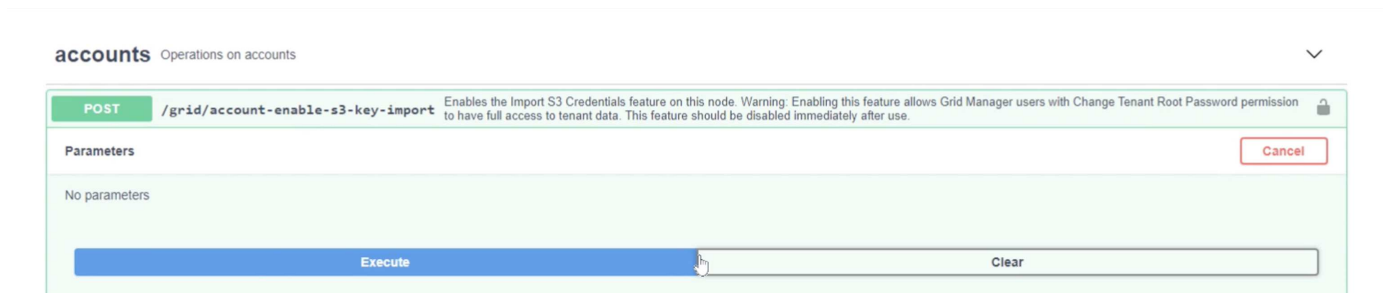 accounts Operations on accounts
POST /grid/account-enable-s3-key-import Enables the Import S3 Credentials feature on this node. Warning: Enabling this feature allows Grid Manager users with Change Tenant Root Password permission
to have full access to tenant data. This feature should be disabled immediately after use.
Parameters Cancel
No parameters
Execute Clear